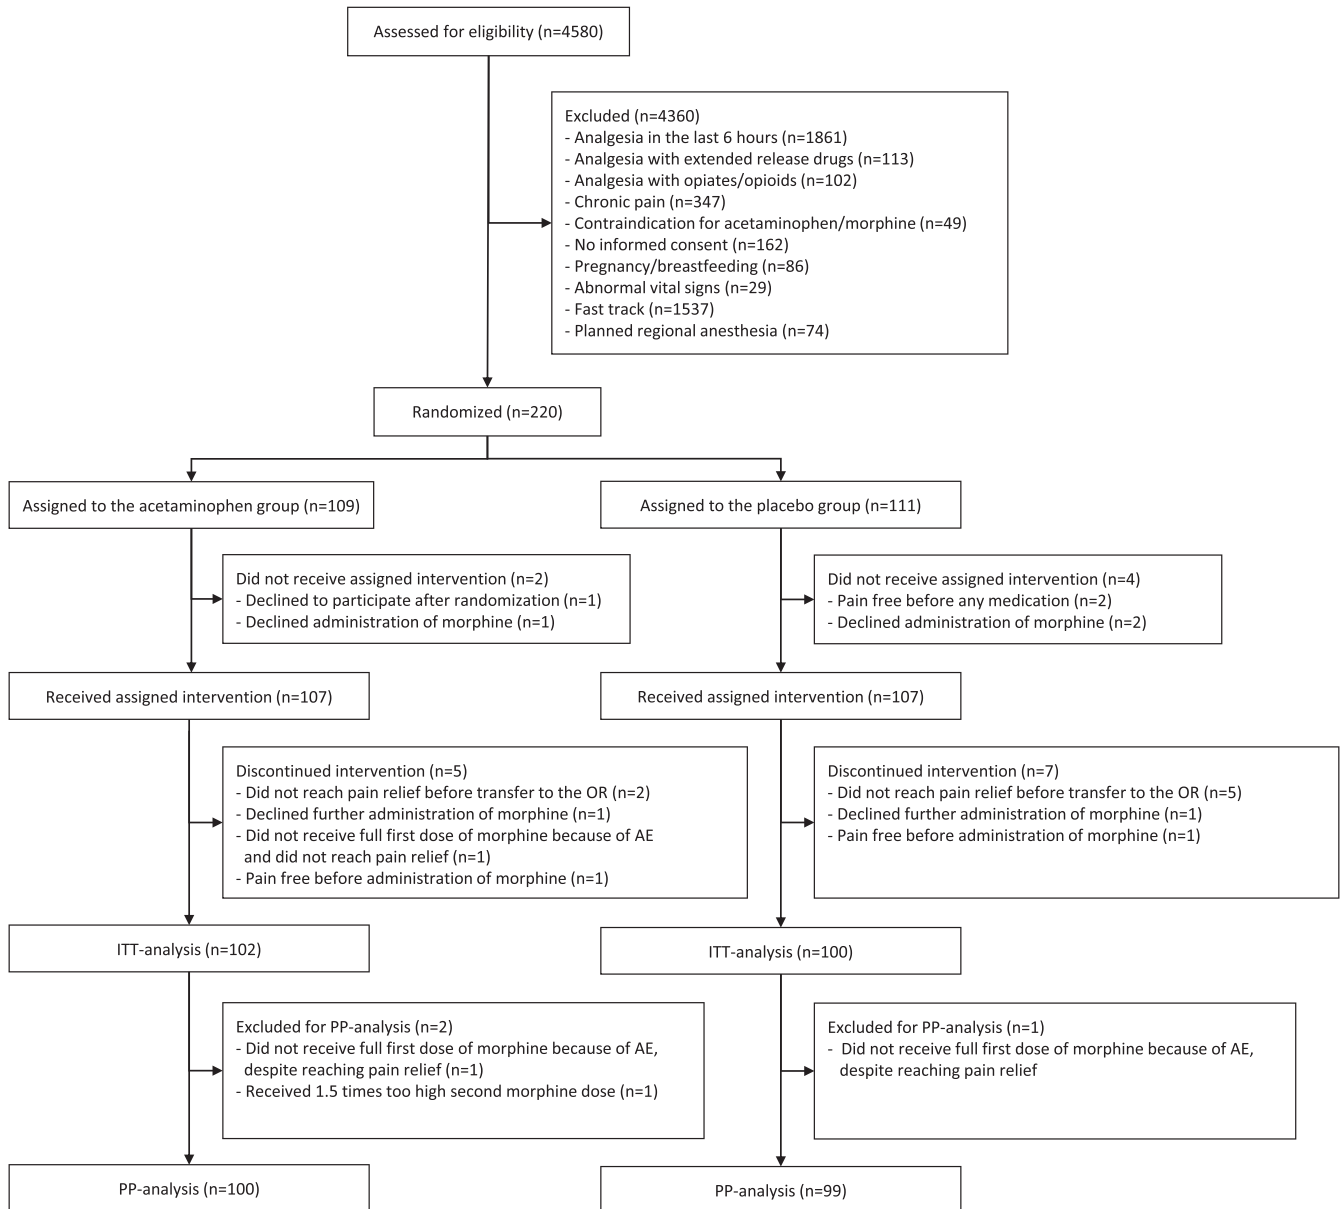 Assessed for eligibility (n=4580)
Excluded (n=4360)
- Analgesia in the last 6 hours (n=1861)
- Analgesia with extended release drugs (n=113)
- Analgesia with opiates/opioids (n=102)
- Chronic pain (n=347)
- Contraindication for acetaminophen/morphine (n=49)
- No informed consent (n=162)
- Pregnancy/breastfeeding (n=86)
- Abnormal vital signs (n=29)
- Fast track (n=1537)
- Planned regional anesthesia (n=74)
Randomized (n=220)
Assigned to the acetaminophen group (n=109)
Assigned to the placebo group (n=111)
Did not receive assigned intervention (n=2)
- Declined to participate after randomization (n=1)
- Declined administration of morphine (n=1)
Did not receive assigned intervention (n=4)
- Pain free before any medication (n=2)
- Declined administration of morphine (n=2)
Received assigned intervention (n=107)
Received assigned intervention (n=107)
Discontinued intervention (n=5)
- Did not reach pain relief before transfer to the OR (n=2)
- Declined further administration of morphine (n=1)
- Did not receive full first dose of morphine because of AE
and did not reach pain relief (n=1)
- Pain free before administration of morphine (n=1)
Discontinued intervention (n=7)
- Did not reach pain relief before transfer to the OR (n=5)
- Declined further administration of morphine (n=1)
- Pain free before administration of morphine (n=1)
ITT-analysis (n=102)
ITT-analysis (n=100)
Excluded for PP-analysis (n=2)
- Did not receive full first dose of morphine because of AE,
despite reaching pain relief (n=1)
- Received 1.5 times too high second morphine dose (n=1)
Excluded for PP-analysis (n=1)
- Did not receive full first dose of morphine because of AE,
despite reaching pain relief
PP-analysis (n=100)
PP-analysis (n=99)